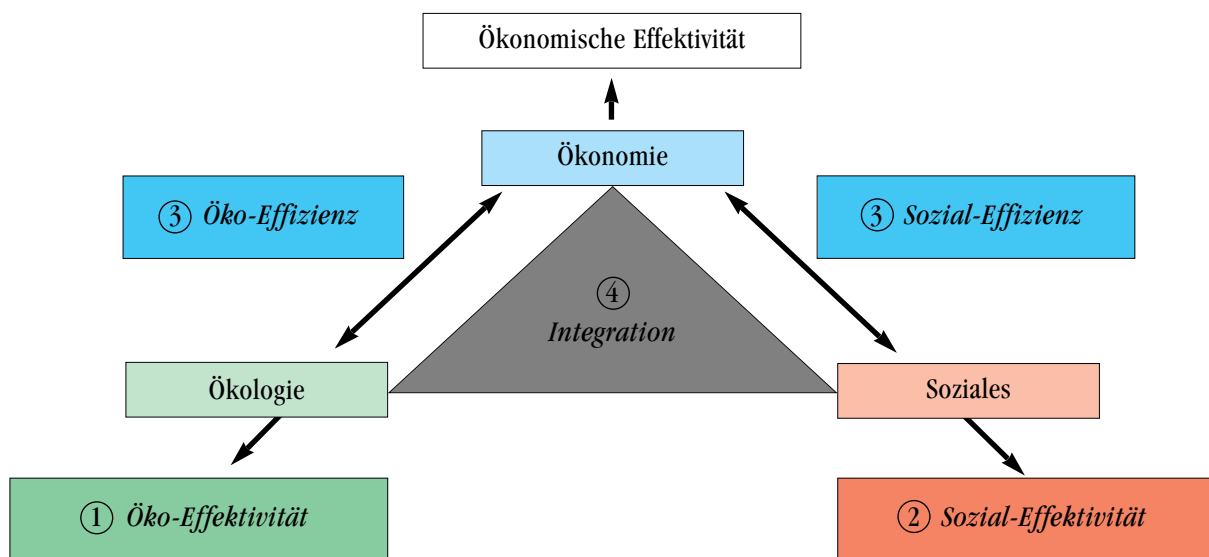 Ökonomische Effektivität
Ökonomie
③ Öko-Effizienz
③ Sozial-Effizienz
④
Integration
Ökologie
Soziales
① Öko-Effektivität
② Sozial-Effektivität